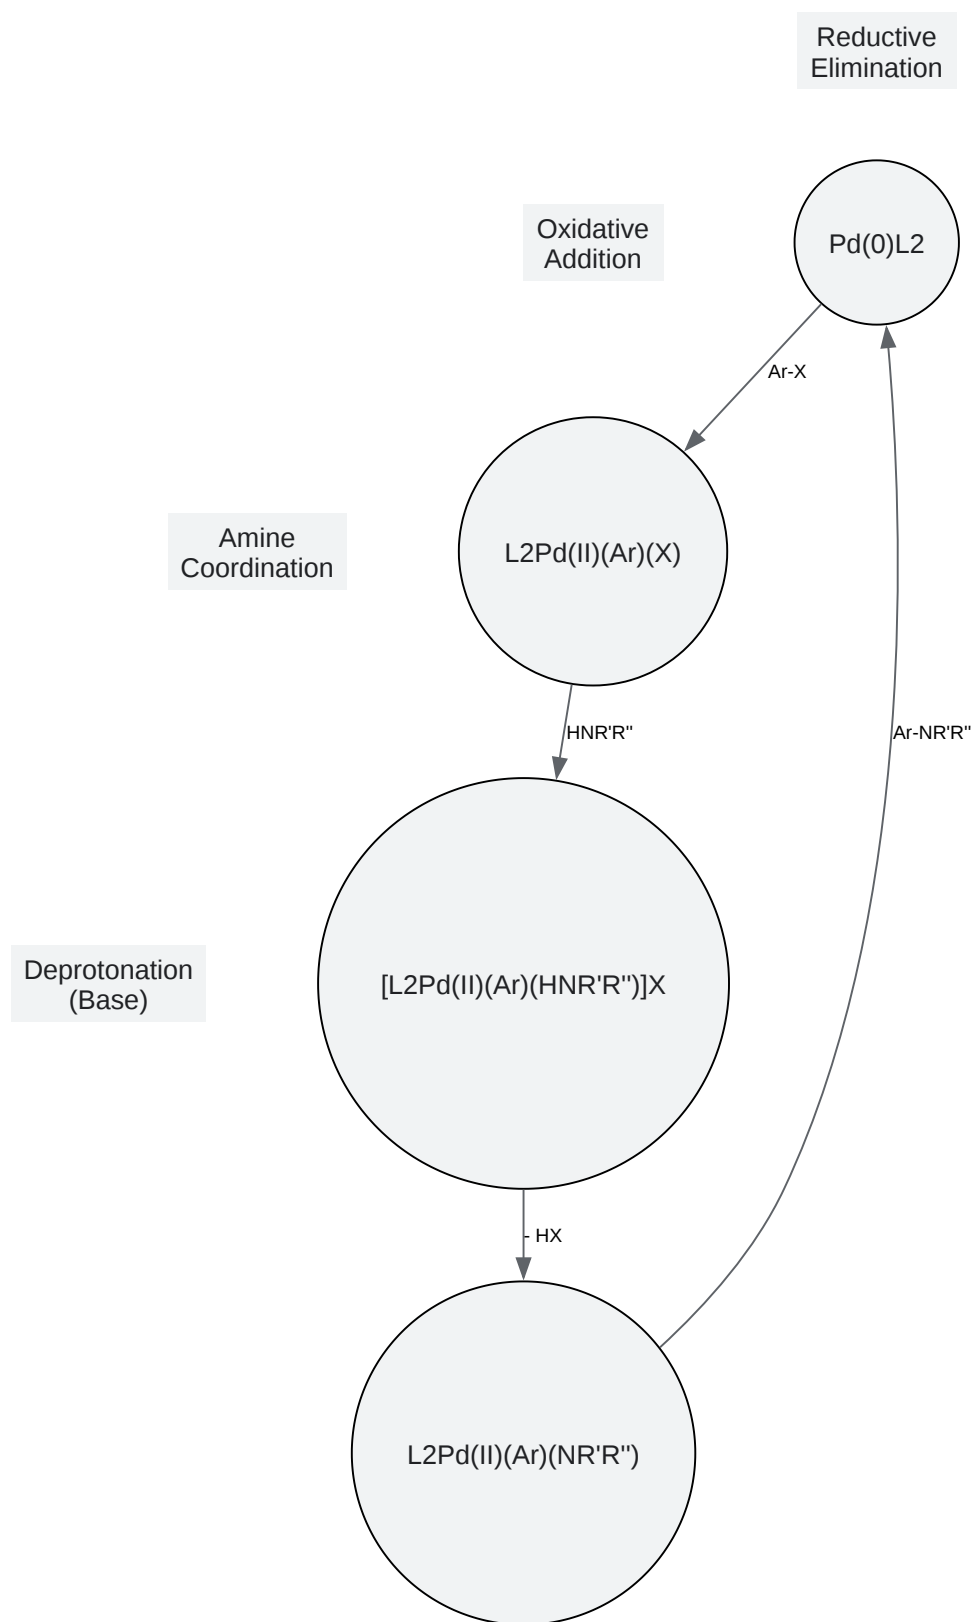 Reductive
Elimination
Oxidative
Addition
Pd(0)L2
Ar-X
Amine
Coordination
L2Pd(II)(Ar)(X)
HNR'R"
Ar-NR'R"
Deprotonation
(Base)
[L2Pd(II)(Ar)(HNR'R")]X
- HX
L2Pd(II)(Ar)(NR'R")